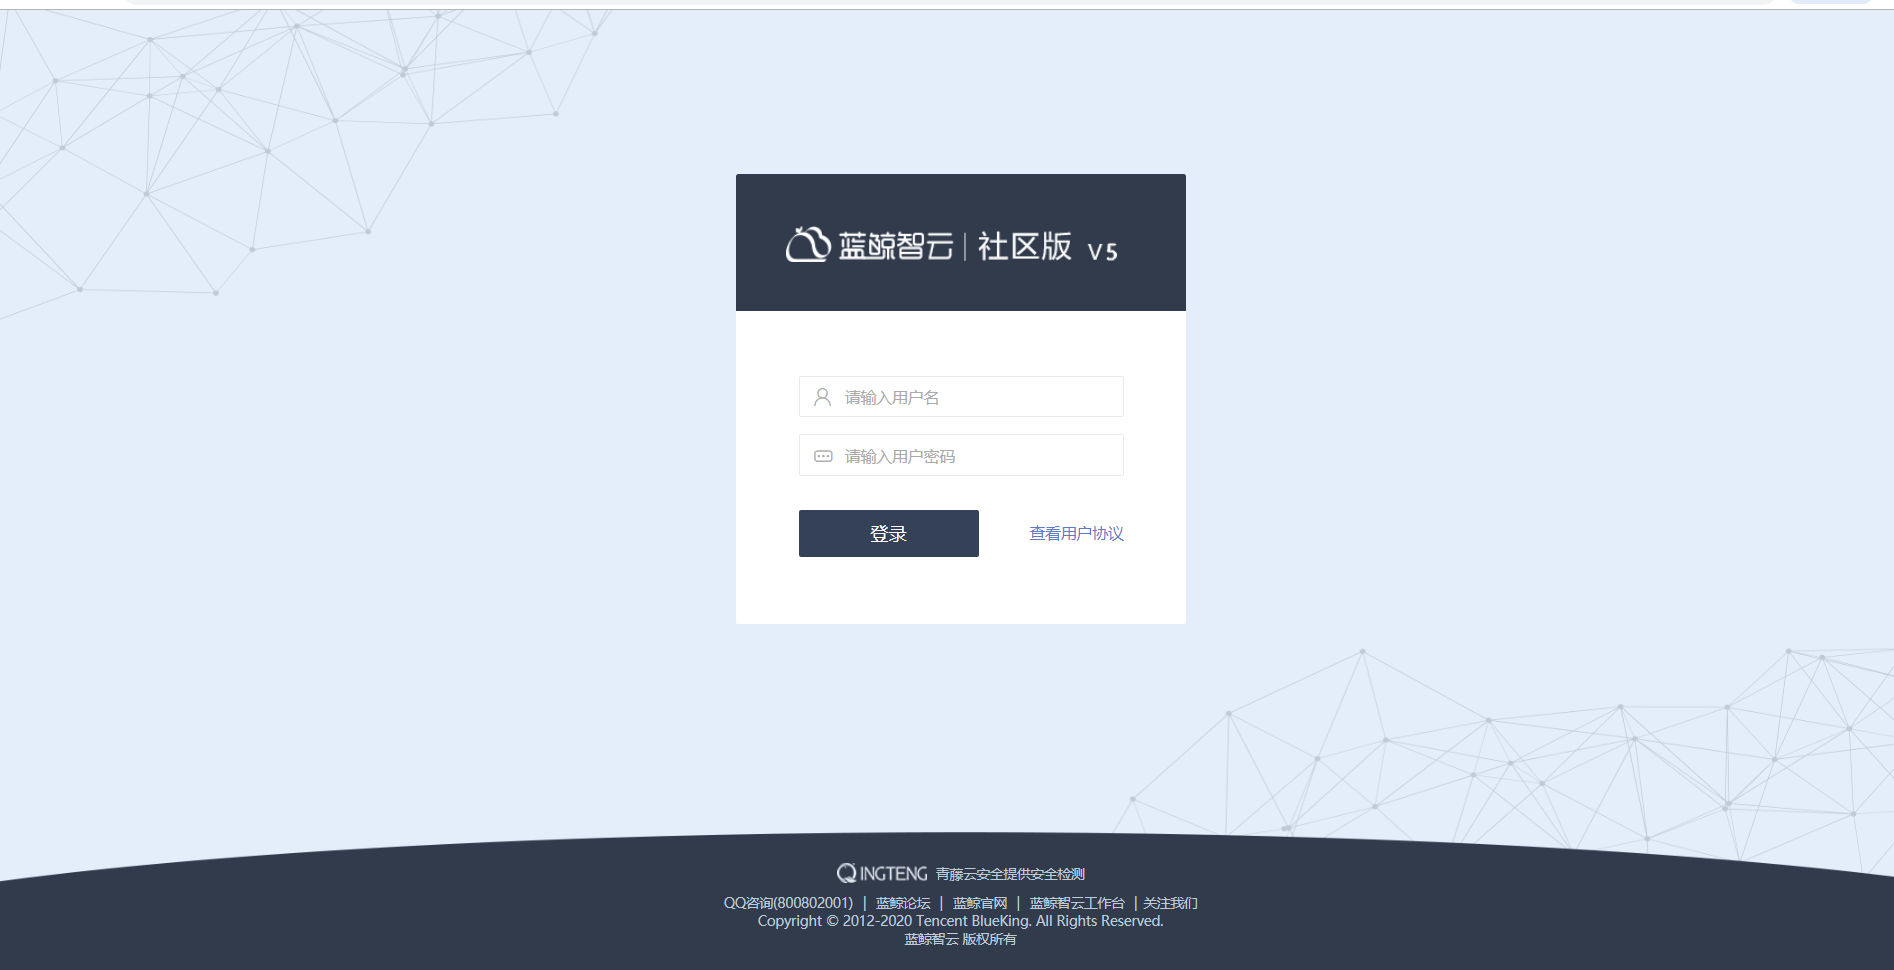 蓝鲸智云 | 社区版 V5
请输入用户名
请输入用户密码
登录 查看用户协议
QINGTENG 青藤云安全提供安全检测
QQ咨询(800802001) | 蓝鲸论坛 | 蓝鲸官网 | 蓝鲸智云工作台 | 关注我们
Copyright © 2012-2020 Tencent BlueKing. All Rights Reserved.
蓝鲸智云 版权所有